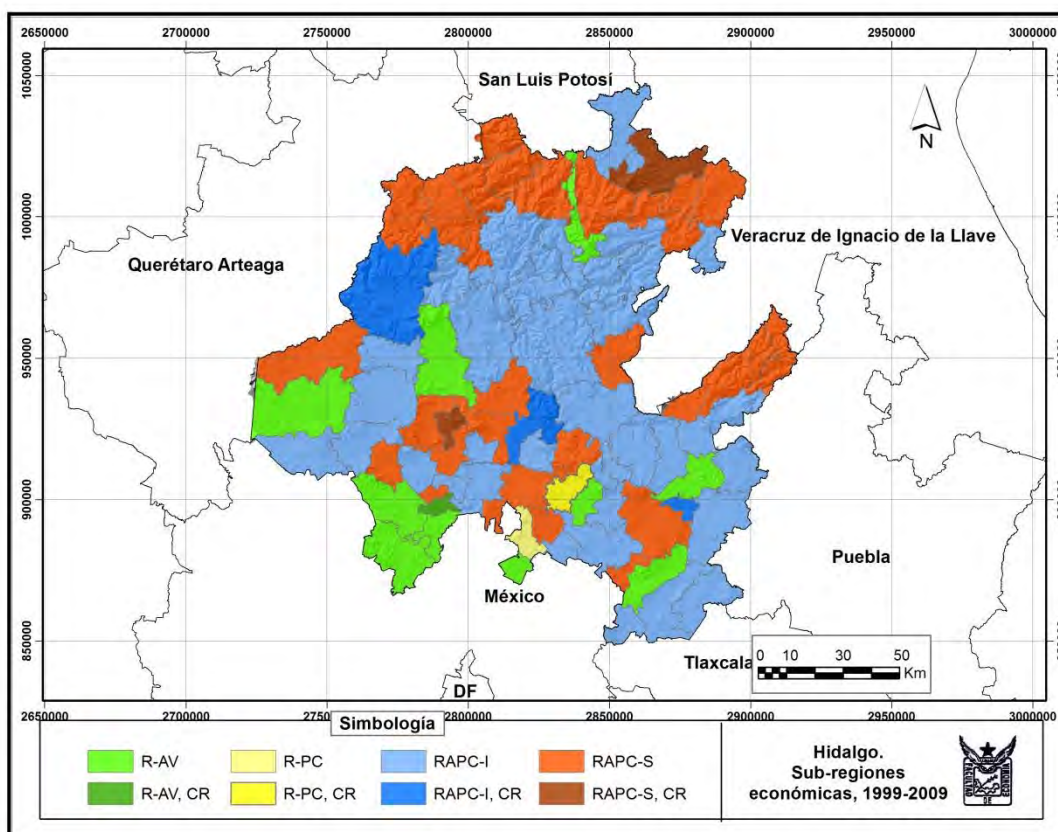 2650000 2700000 2750000 2800000 2850000 2900000 2950000 3000000
1050000
San Luis Potosí
N
1000000
Veracruz de Ignacio de la Llave
Querétaro Arteaga
950000
900000
Puebla
México
850000
Tlaxcala
0 10 20 30 40 50
Km
DF
2650000 2700000 2750000 2800000 2850000 2900000 2950000 3000000
Simbología
R-AV R-PC RAPC-I RAPC-S
R-AV, CR R-PC, CR RAPC-I, CR RAPC-S, CR
Hidalgo.
Sub-regiones
económicas, 1999-2009